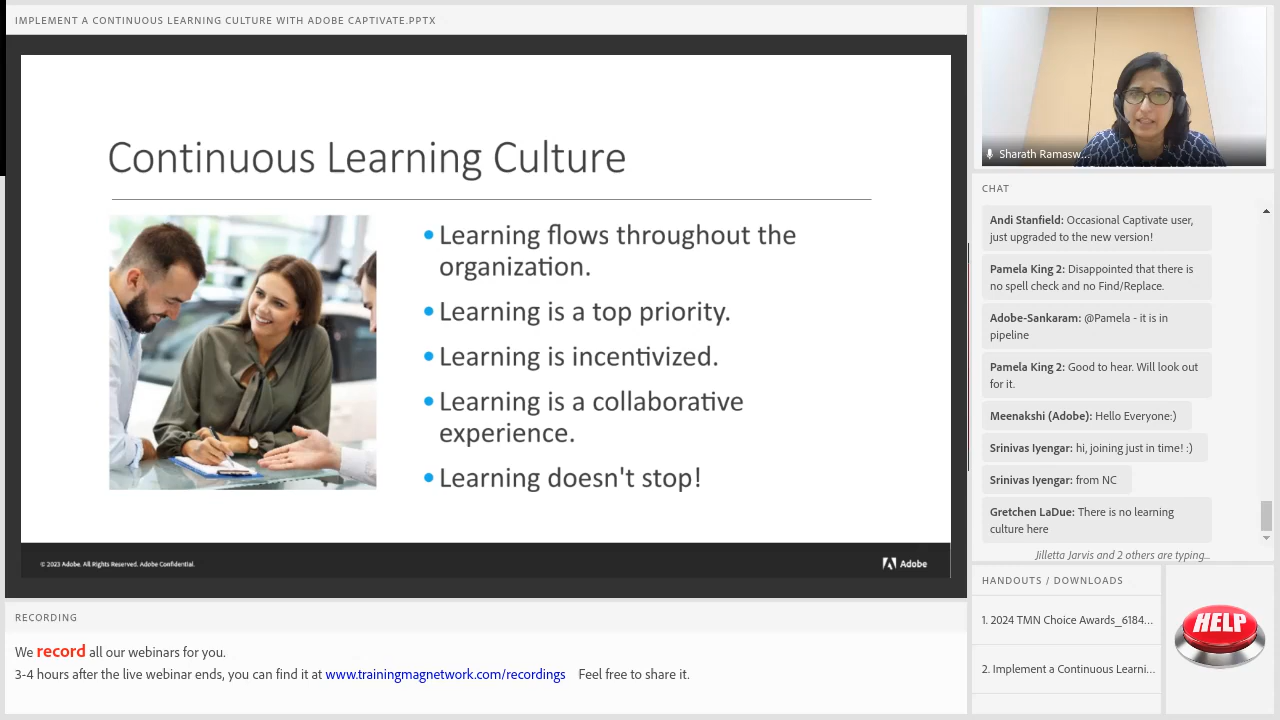 IMPLEMENT A CONTINUOUS LEARNING CULTURE WITH ADOBE CAPTIVATE.PPTX
Continuous Learning Culture
• Learning flows throughout the
organization.
• Learning is a top priority.
• Learning is incentivized.
• Learning is a collaborative
experience.
• Learning doesn't stop!
© 2023 Adobe. All Rights Reserved. Adobe Confidential.
Adobe
RECORDING
We record all our webinars for you.
3-4 hours after the live webinar ends, you can find it at www.trainingmagnetwork.com/recordings Feel free to share it.
Sharath Ramasw...
CHAT
Andi Stanfield: Occasional Captivate user,
just upgraded to the new version!
Pamela King 2: Disappointed that there is
no spell check and no Find/Replace.
Adobe-Sankaram: @Pamela - it is in
pipeline
Pamela King 2: Good to hear. Will look out
for it.
Meenakshi (Adobe): Hello Everyone:)
Srinivas Iyengar: hi, joining just in time! :)
Srinivas Iyengar: from NC
Gretchen LaDue: There is no learning
culture here
Jilletta Jarvis and 2 others are typing...
HANDOUTS / DOWNLOADS
1. 2024 TMN Choice Awards_6184...
2. Implement a Continuous Learni...
HELP